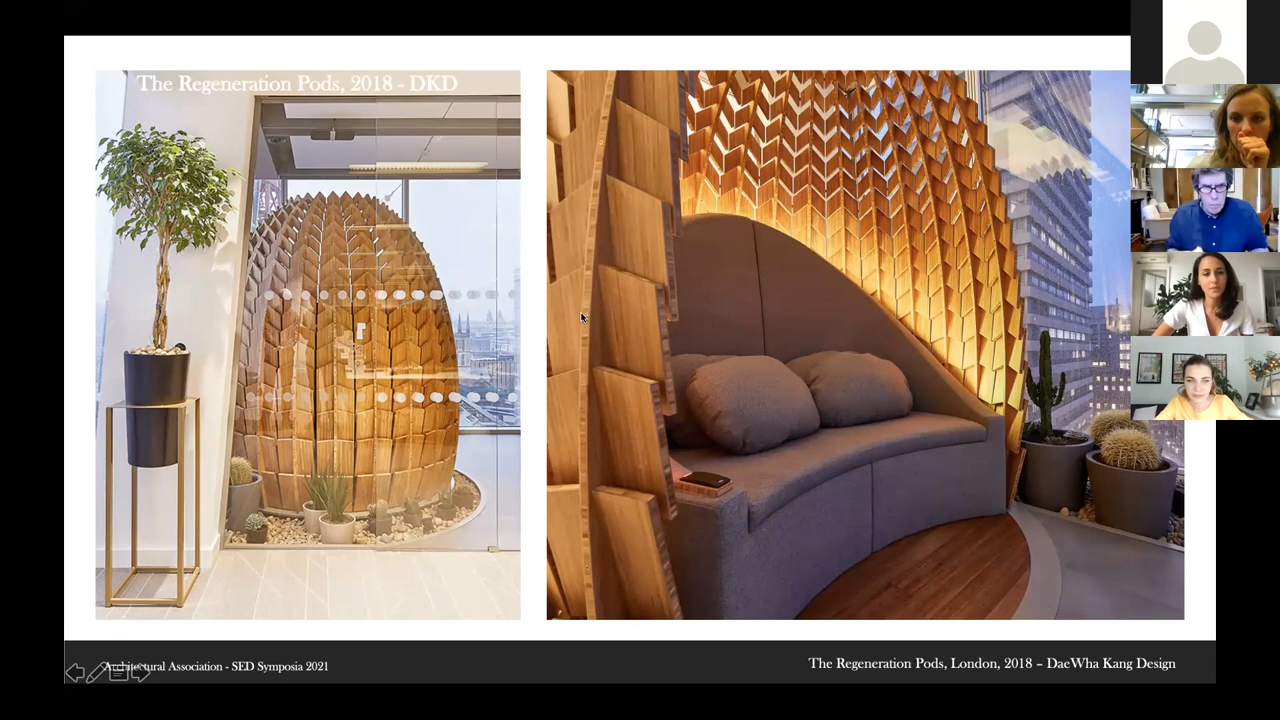 The Regeneration Pods, 2018 - DKD
Architectural Association - SED Symposia 2021
The Regeneration Pods, London, 2018 – DaeWha Kang Design